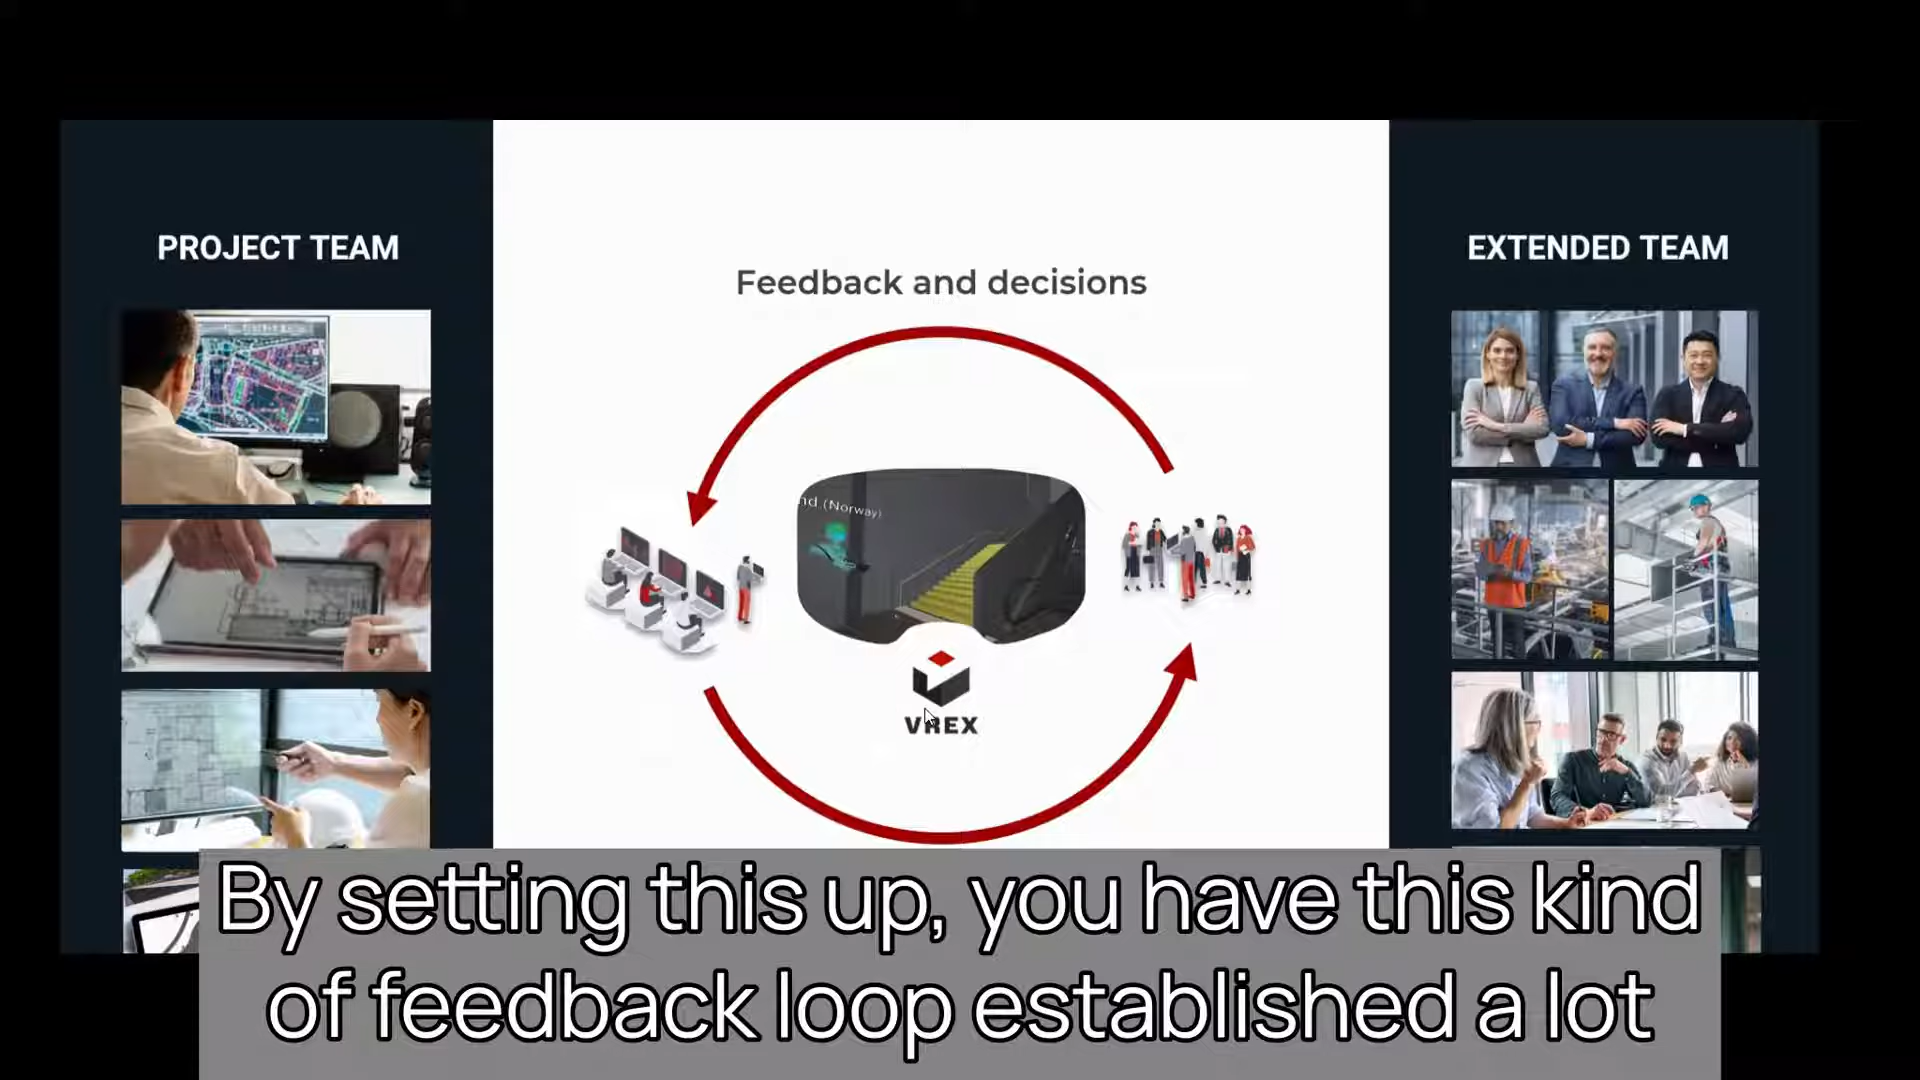 PROJECT TEAM
EXTENDED TEAM
Feedback and decisions
nd (Norway)
VREX
By setting this up, you have this kind
of feedback loop established a lot